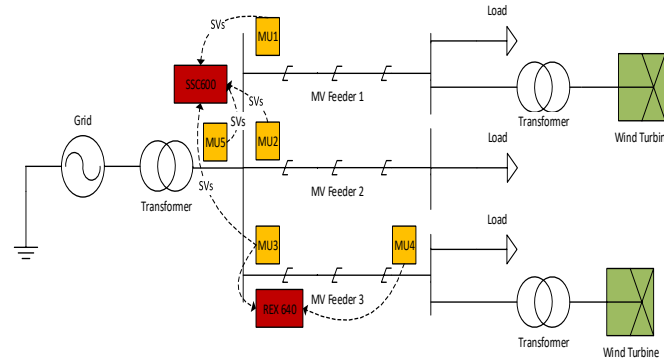 Load
SVs
MU1
SSC600
SVs
MV Feeder 1
Transformer
Wind Turbine
Grid
SVs
MU5
MU2
Load
SVs
Transformer
MV Feeder 2
Load
MU3
MU4
REX 640
MV Feeder 3
Transformer
Wind Turbine